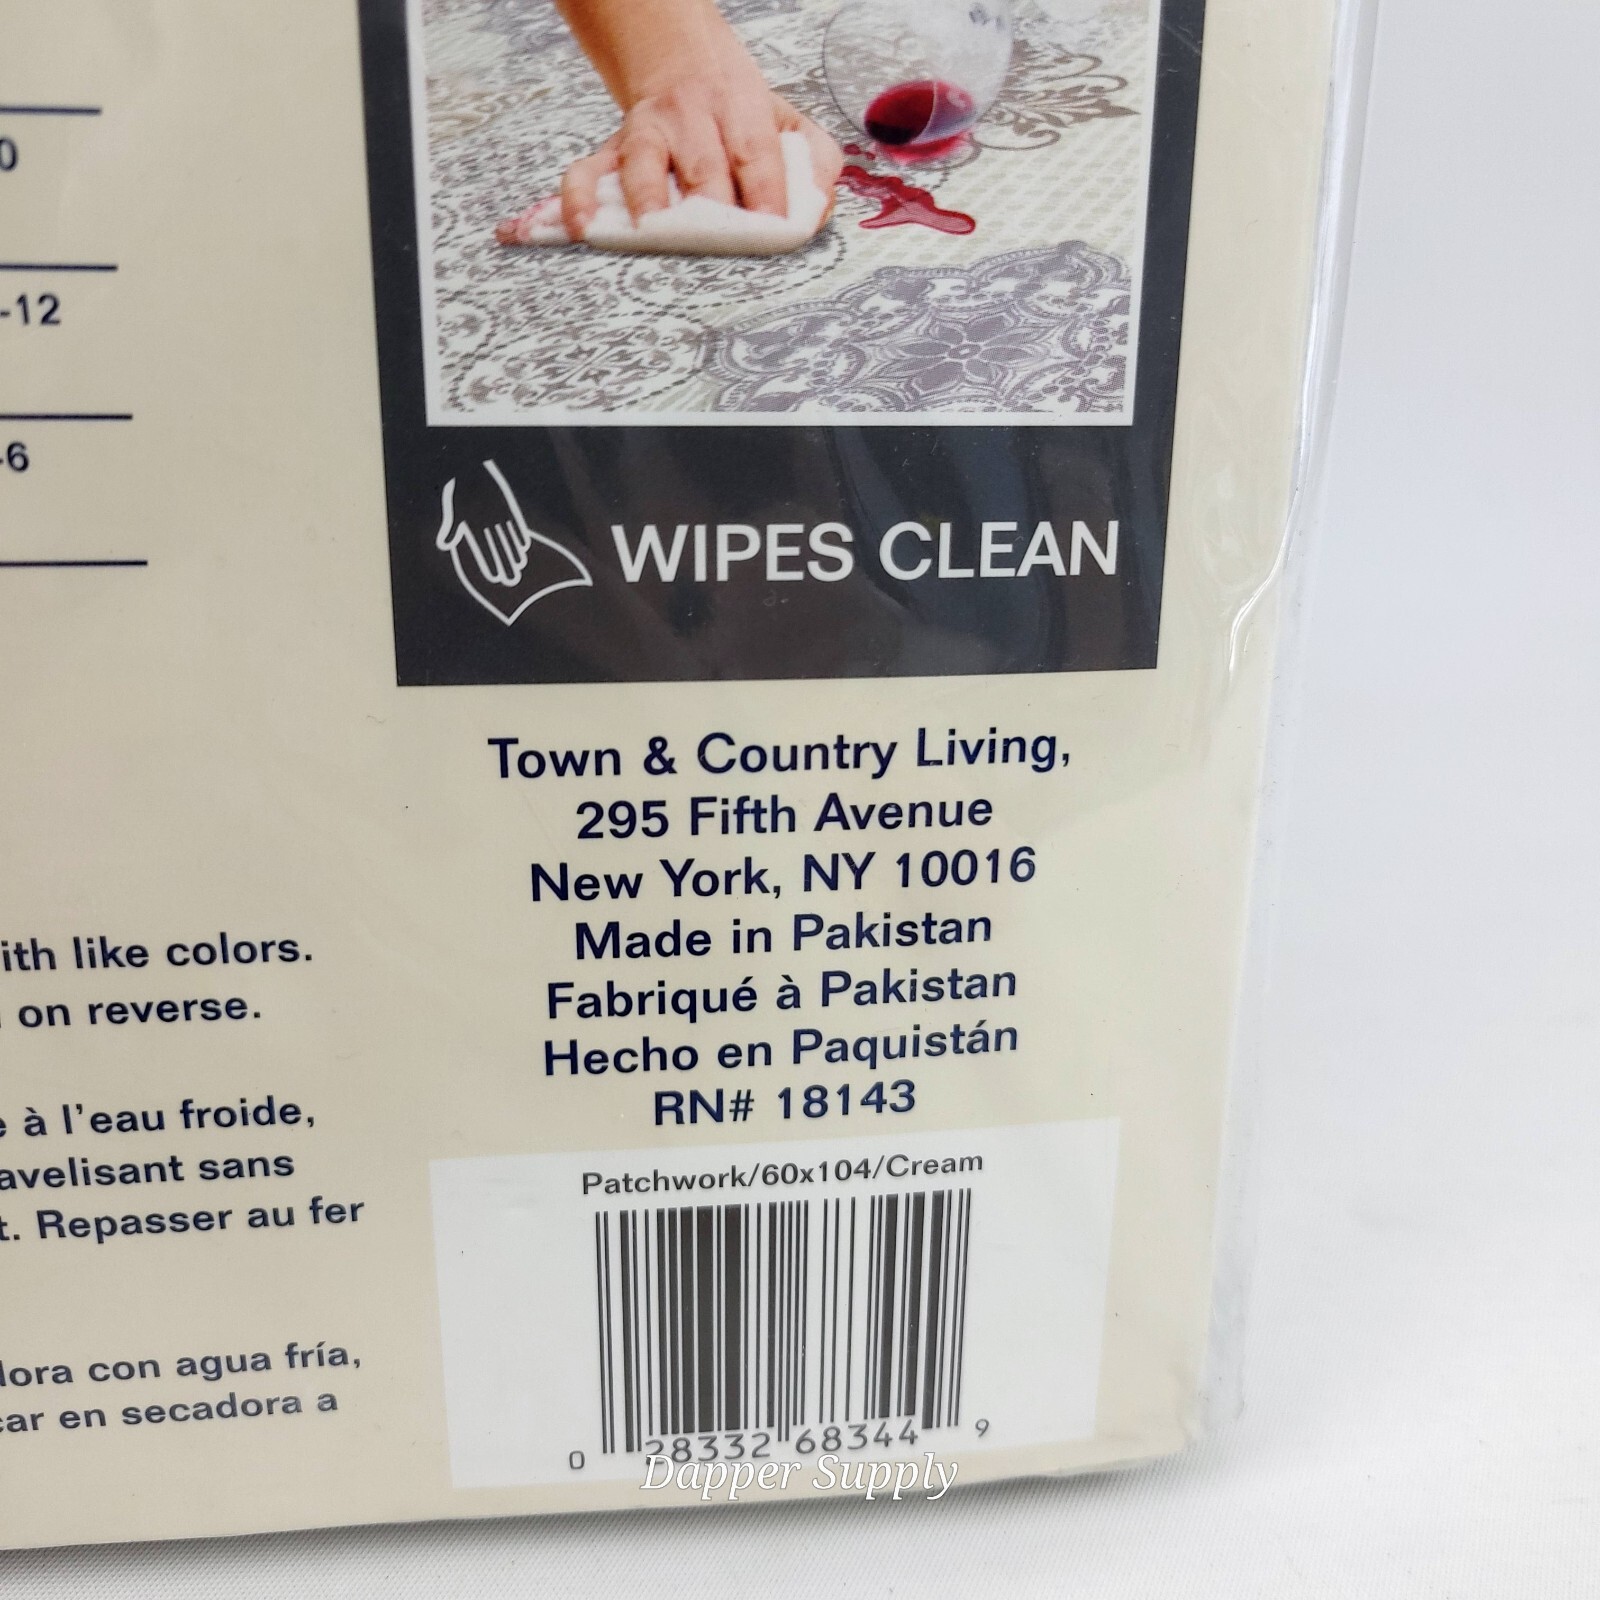 0
-12
-6
WIPES CLEAN
Town & Country Living,
295 Fifth Avenue
New York, NY 10016
Made in Pakistan
Fabriqué à Pakistan
Hecho en Paquistán
RN# 18143
ith like colors.
on reverse.
e à l'eau froide,
avelisant sans
t. Repasser au fer
dora con agua fría,
car en secadora a
Patchwork/60x104/Cream
0 28332 68344 9
Dapper Supply